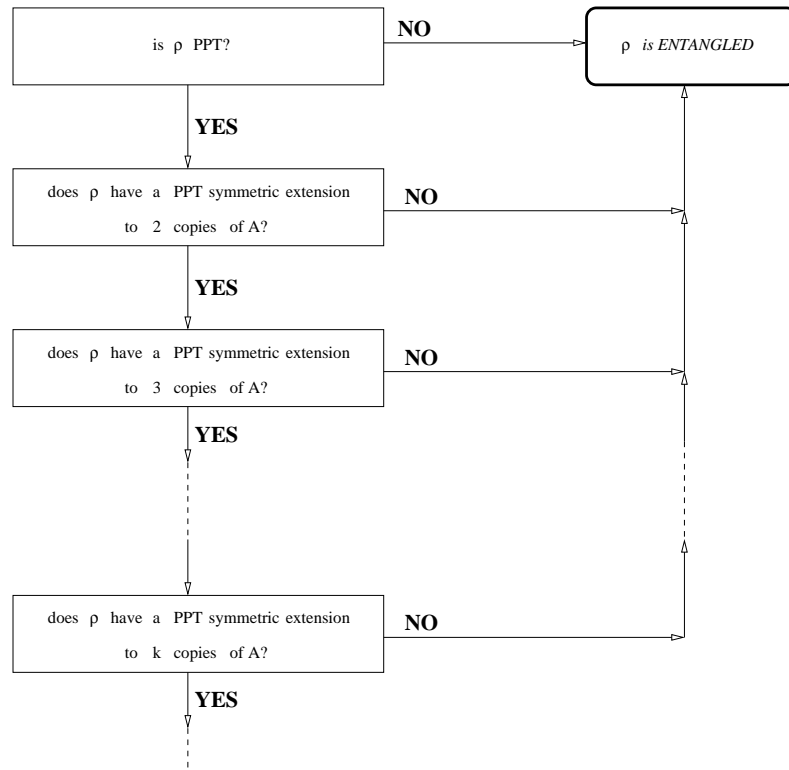 is ρ PPT?
NO
ρ is ENTANGLED
YES
does ρ have a PPT symmetric extension
to 2 copies of A?
NO
YES
does ρ have a PPT symmetric extension
to 3 copies of A?
NO
YES
does ρ have a PPT symmetric extension
to k copies of A?
NO
YES